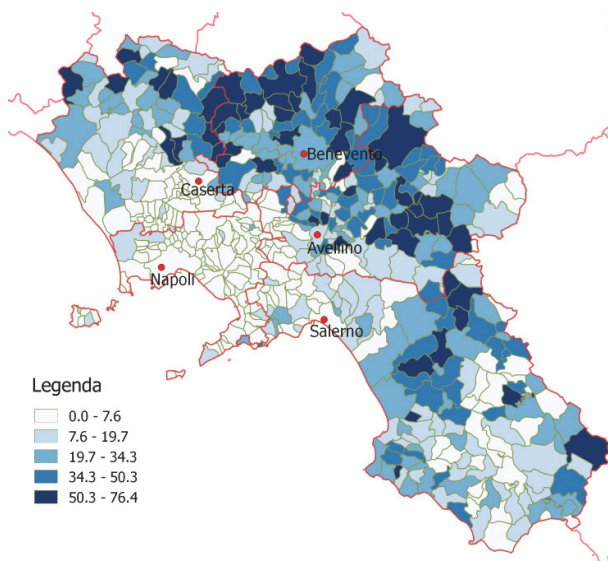 Benevento
Caserta
Avellino
Napoli
Salerno
Legenda
0.0 - 7.6
7.6 - 19.7
19.7 - 34.3
34.3 - 50.3
50.3 - 76.4